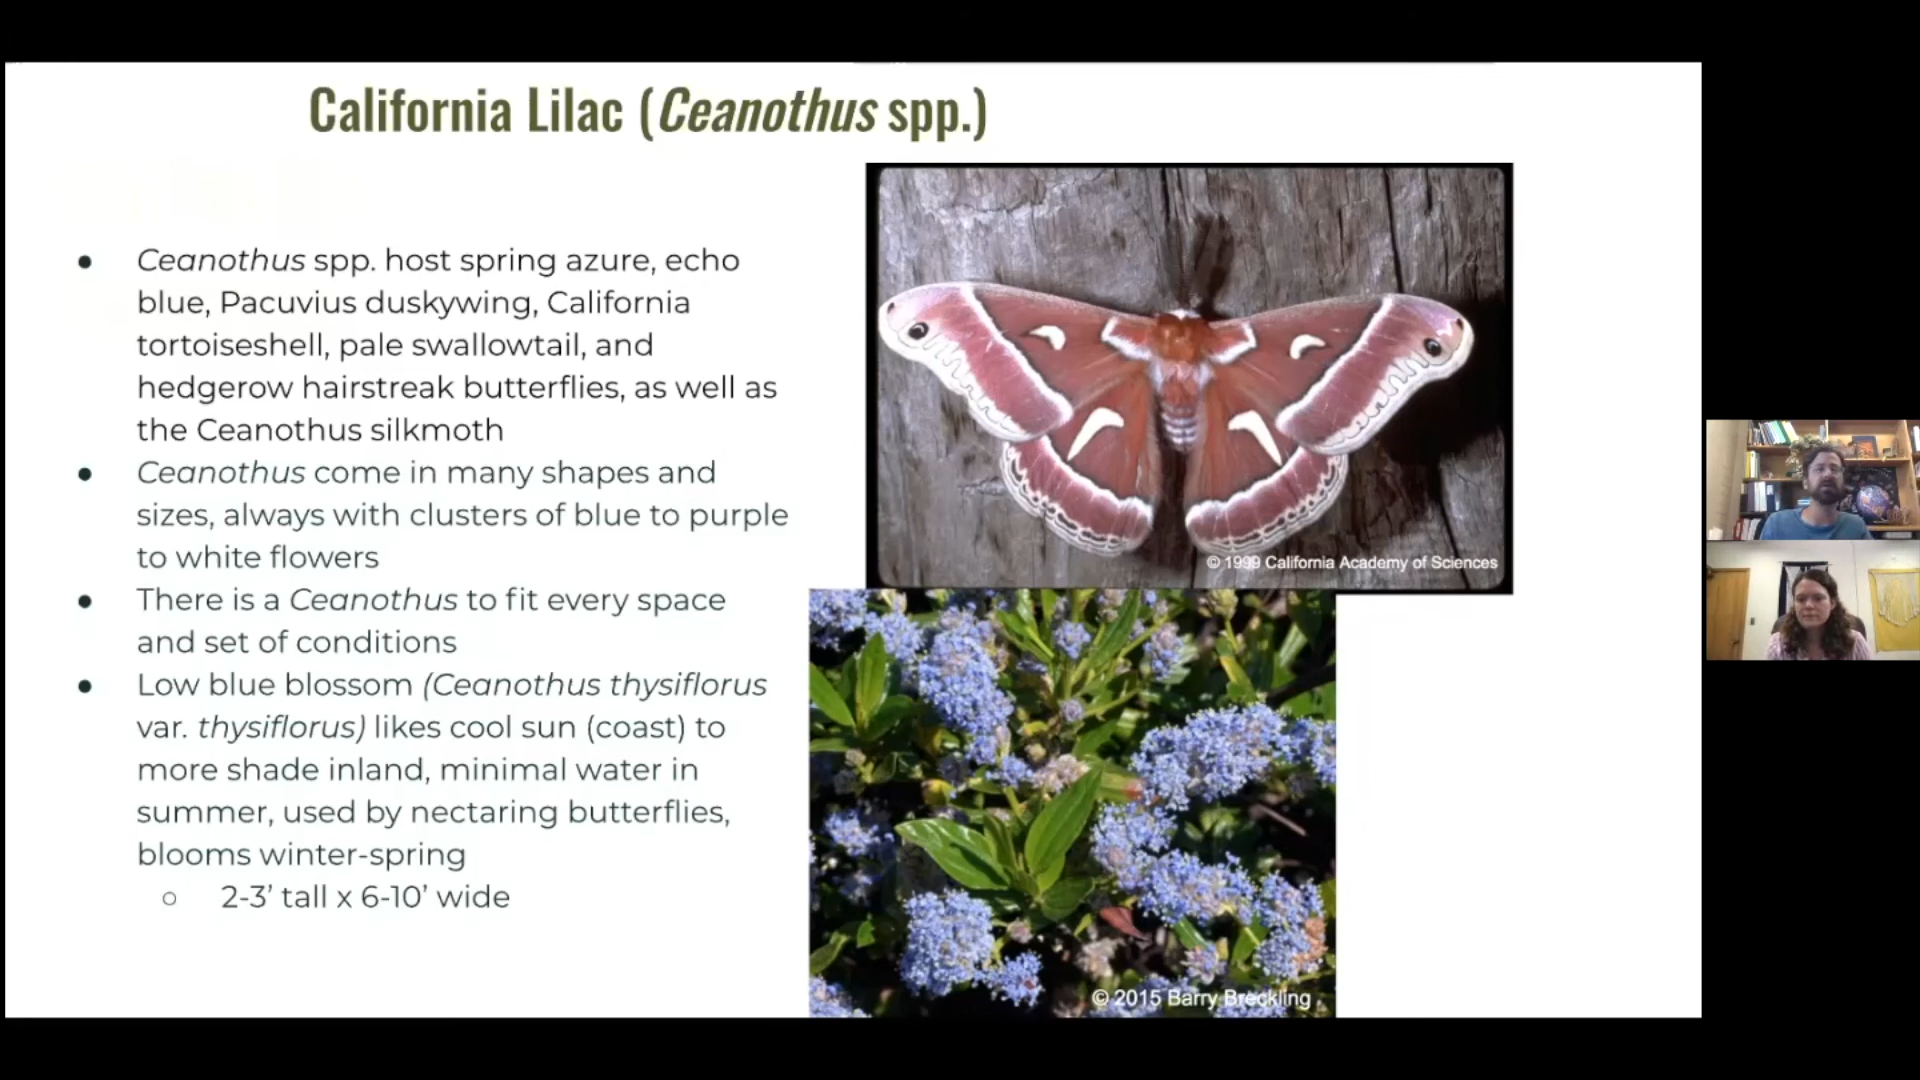 California Lilac (Ceanothus spp.)
● Ceanothus spp. host spring azure, echo
blue, Pacuvius duskywing, California
tortoiseshell, pale swallowtail, and
hedgerow hairstreak butterflies, as well as
the Ceanothus silkmoth
● Ceanothus come in many shapes and
sizes, always with clusters of blue to purple
to white flowers
● There is a Ceanothus to fit every space
and set of conditions
● Low blue blossom (Ceanothus thysiflorus
var. thysiflorus) likes cool sun (coast) to
more shade inland, minimal water in
summer, used by nectaring butterflies,
blooms winter-spring
○ 2-3’ tall x 6-10’ wide
© 1999 California Academy of Sciences
© 2015 Barry Breckling